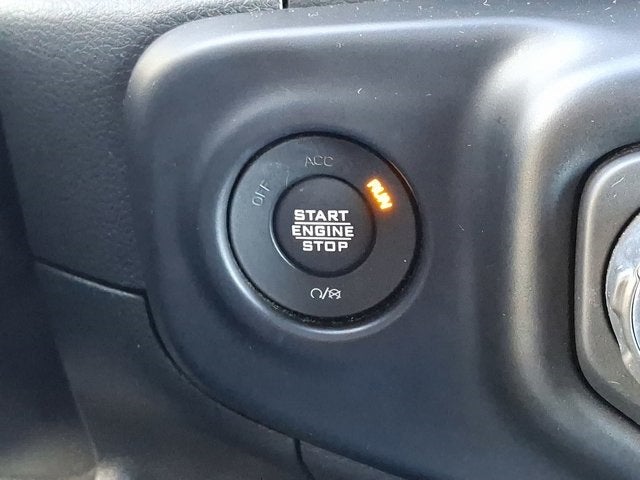 ACC
OFF
RUN
START
ENGINE
STOP